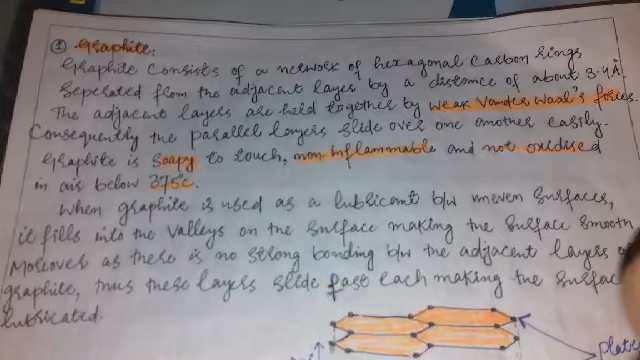 ① Graphite:
Graphite consists of a network of hexagonal carbon rings
seperated from the adjacent layer by a distance of about 3.4Å
The adjacent layers are held together by weak Vander Waal's forces
Consequently the parallel layers slide over one another easily.
Graphite is soapy to touch, non-inflammable and not oxidised
in air below 375°C.
When graphite is used as a lubricant b/w uneven surfaces,
it fills into the valleys on the surface making the surface smooth
Moreover as there is no strong bonding b/w the adjacent layers
graphite, thus these layers slide past each making the surfac
lubricated.
plate